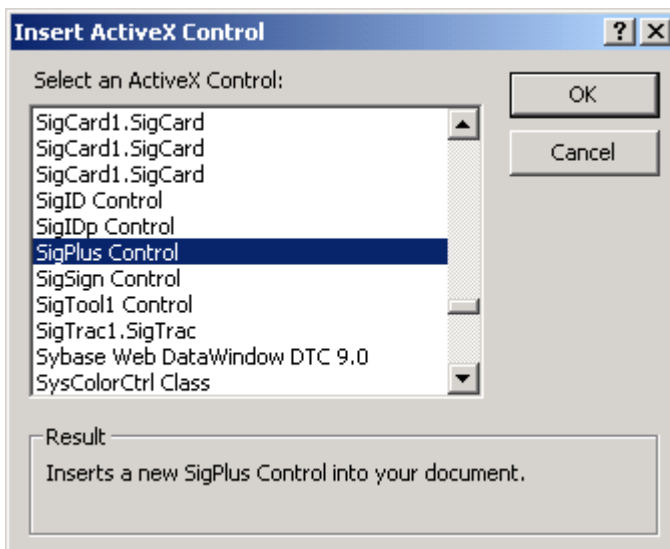 Insert ActiveX Control
Select an ActiveX Control:
OK
Cancel
SigCard1.SigCard
SigCard1.SigCard
SigCard1.SigCard
SigID Control
SigIDp Control
SigPlus Control
SigSign Control
SigTool1 Control
SigTrac1.SigTrac
Sybase Web DataWindow DTC 9.0
SysColorCtrl Class
Result
Inserts a new SigPlus Control into your document.